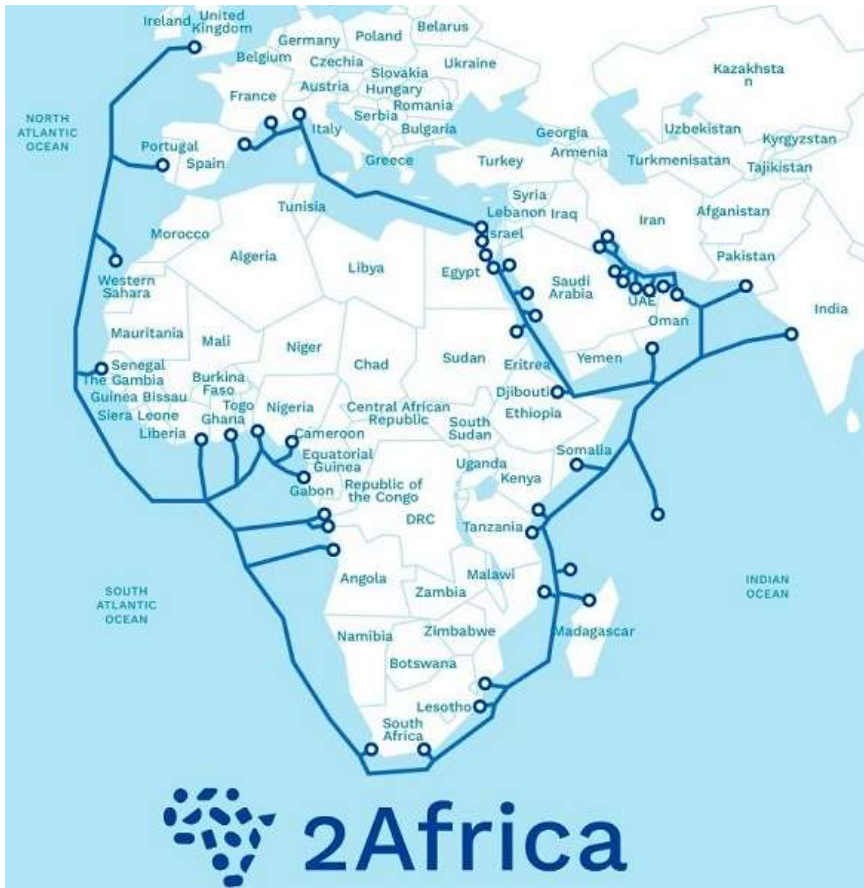 Ireland
United
Kingdom
Belarus
Germany
Poland
Belgium
Czechia
Ukraine
Slovakia
Kazakhsta
n
Austria
Hungary
France
Romania
NORTH
ATLANTIC
OCEAN
Serbia
Italy
Bulgaria
Georgia
Uzbekistan
Kyrgyzstan
Portugal
Spain
Greece
Turkey
Armenia
Turkmenisatan
Tajikistan
Syria
Tunisia
Lebanon
Iraq
Iran
Afganistan
Morocco
Israel
Algeria
Libya
Egypt
Pakistan
Western
Sahara
Saudi
Arabia
UAE
India
Oman
Mauritania
Mali
Niger
Chad
Sudan
Eritrea
Yemen
Senegal
The Gambia
Guinea Bissau
Siera Leone
Liberia
Burkina
Faso
Togo
Ghana
Nigeria
Djibouti
Ethiopia
Central African
Republic
South
Sudan
Cameroon
Equatorial
Guinea
Gabon
Somalia
Uganda
Kenya
Republic of
the Congo
DRC
Tanzania
Angola
Malawi
Zambia
SOUTH
ATLANTIC
OCEAN
INDIAN
OCEAN
Namibia
Zimbabwe
Madagascar
Botswana
Lesotho
South
Africa
2Africa